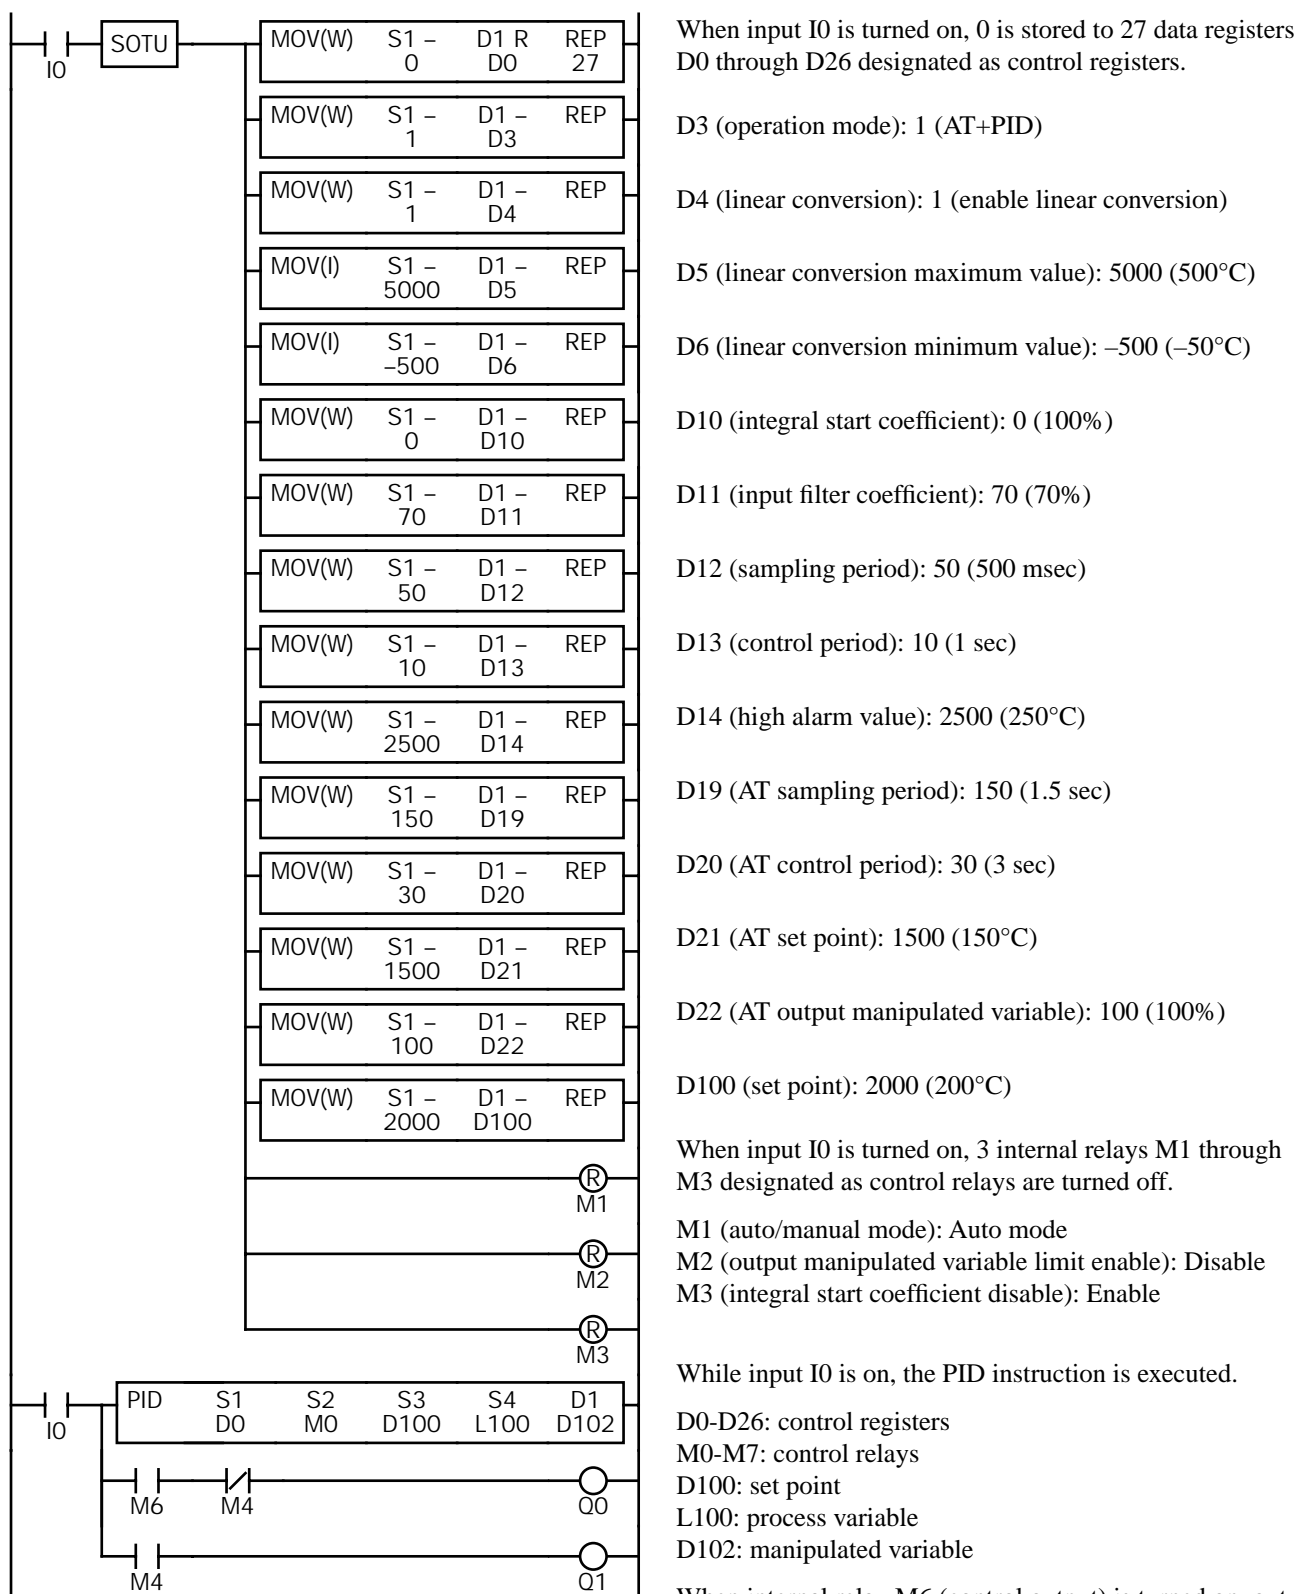 SOTU
I0
MOV(W) S1 – D1 R REP
0 D0 27
When input I0 is turned on, 0 is stored to 27 data registers
D0 through D26 designated as control registers.
MOV(W) S1 – D1 – REP
1 D3
D3 (operation mode): 1 (AT+PID)
MOV(W) S1 – D1 – REP
1 D4
D4 (linear conversion): 1 (enable linear conversion)
MOV(I) S1 – D1 – REP
5000 D5
D5 (linear conversion maximum value): 5000 (500°C)
MOV(I) S1 – D1 – REP
–500 D6
D6 (linear conversion minimum value): –500 (–50°C)
MOV(W) S1 – D1 – REP
0 D10
D10 (integral start coefficient): 0 (100%)
MOV(W) S1 – D1 – REP
70 D11
D11 (input filter coefficient): 70 (70%)
MOV(W) S1 – D1 – REP
50 D12
D12 (sampling period): 50 (500 msec)
MOV(W) S1 – D1 – REP
10 D13
D13 (control period): 10 (1 sec)
MOV(W) S1 – D1 – REP
2500 D14
D14 (high alarm value): 2500 (250°C)
MOV(W) S1 – D1 – REP
150 D19
D19 (AT sampling period): 150 (1.5 sec)
MOV(W) S1 – D1 – REP
30 D20
D20 (AT control period): 30 (3 sec)
MOV(W) S1 – D1 – REP
1500 D21
D21 (AT set point): 1500 (150°C)
MOV(W) S1 – D1 – REP
100 D22
D22 (AT output manipulated variable): 100 (100%)
MOV(W) S1 – D1 – REP
2000 D100
D100 (set point): 2000 (200°C)
When input I0 is turned on, 3 internal relays M1 through
M3 designated as control relays are turned off.
R
M1
M1 (auto/manual mode): Auto mode
R
M2
M2 (output manipulated variable limit enable): Disable
M3 (integral start coefficient disable): Enable
R
M3
While input I0 is on, the PID instruction is executed.
I0
PID S1 S2 S3 S4 D1
D0 M0 D100 L100 D102
D0-D26: control registers
M0-M7: control relays
D100: set point
L100: process variable
D102: manipulated variable
M6 M4 Q0
M4 Q1
When internal relay M6 (control output) is turned on, out-